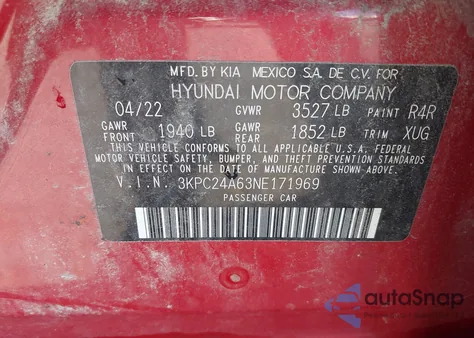 MFD. BY KIA MEXICO S.A. DE C.V. FOR
HYUNDAI MOTOR COMPANY
04/22 GVWR 3527 LB PAINT R4R
GAWR FRONT 1940 LB GAWR REAR 1852 LB TRIM XUG
THIS VEHICLE CONFORMS TO ALL APPLICABLE U.S.A. FEDERAL
MOTOR VEHICLE SAFETY, BUMPER, AND THEFT PREVENTION STANDARDS
IN EFFECT ON THE DATE OF MANUFACTURE SHOWN ABOVE.
V.I.N. 3KPC24A63NE171969
PASSENGER CAR
autoSnap